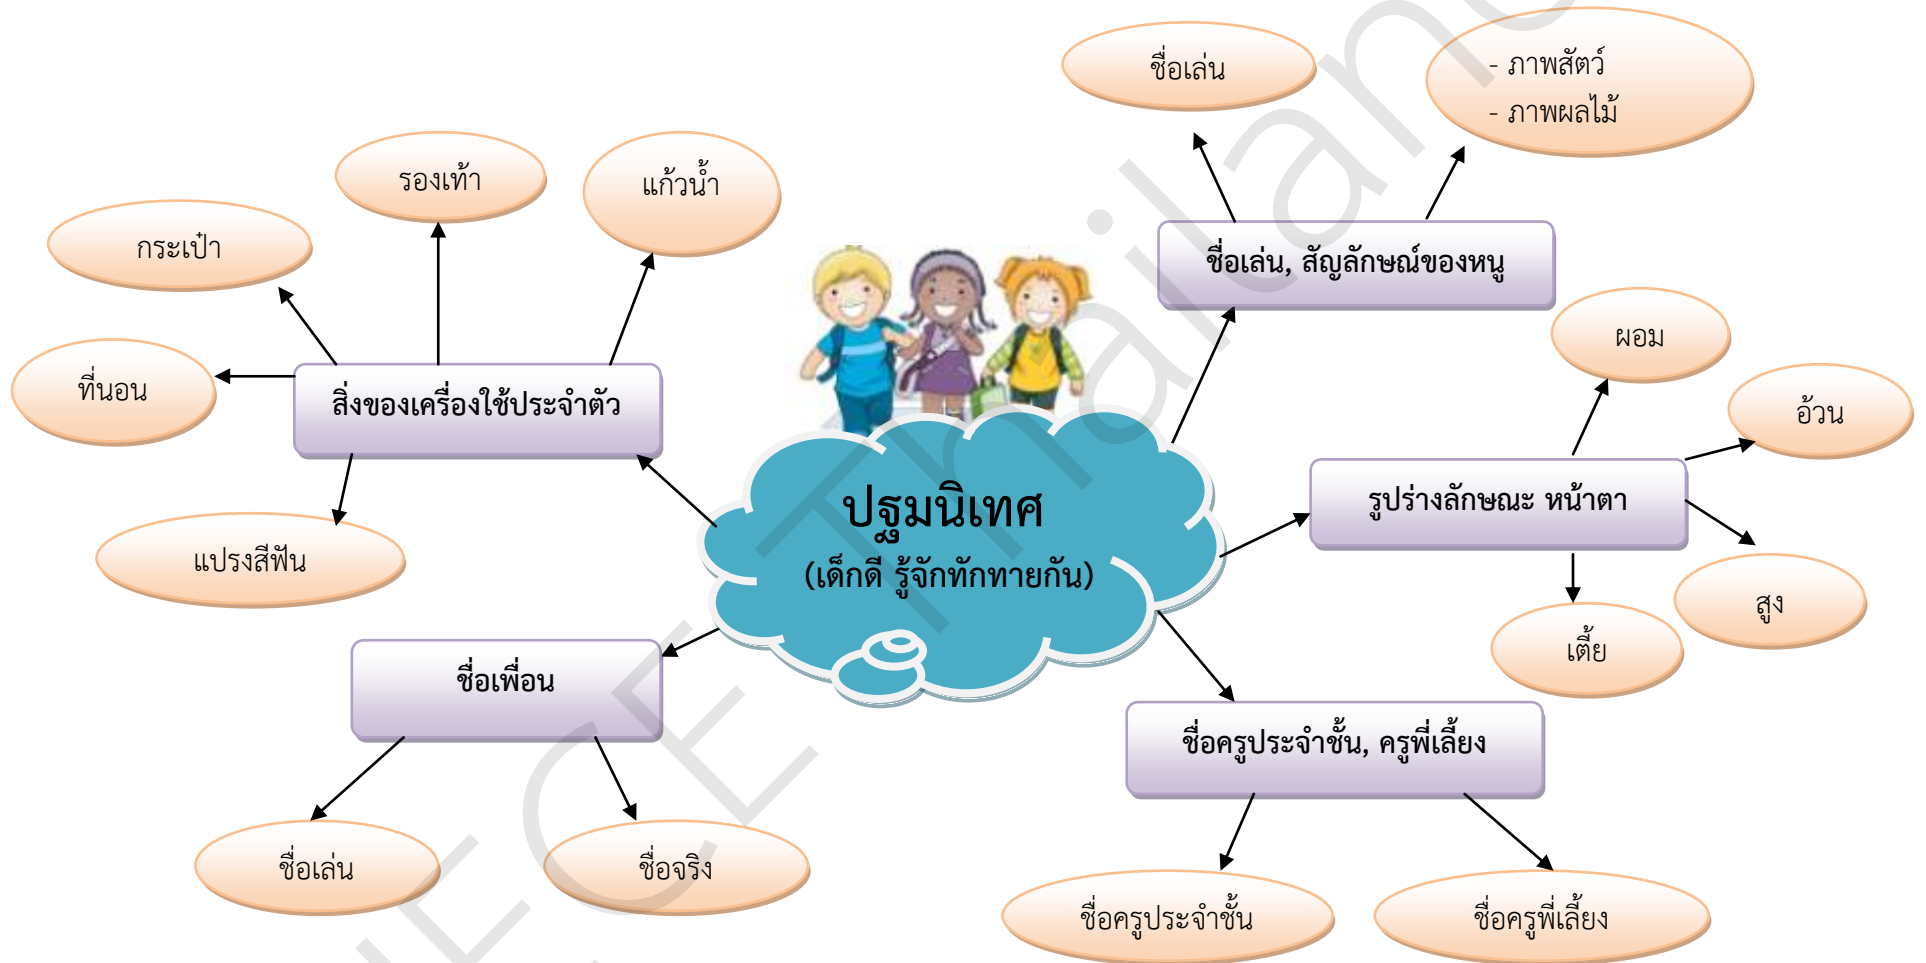 ชื่อเล่น
- ภาพสัตว์
- ภาพผลไม้
รองเท้า
แก้วน้ำ
กระเป๋า
ชื่อเล่น, สัญลักษณ์ของหนู
ผอม
ที่นอน
สิ่งของเครื่องใช้ประจำตัว
อ้วน
ปฐมนิเทศ
(เด็กดี รู้จักทักทายกัน)
รูปร่างลักษณะ หน้าตา
แปรงสีฟัน
สูง
เตี้ย
ชื่อเพื่อน
ชื่อครูประจำชั้น, ครูพี่เลี้ยง
ชื่อเล่น
ชื่อจริง
ชื่อครูประจำชั้น
ชื่อครูพี่เลี้ยง
ECE Thailand